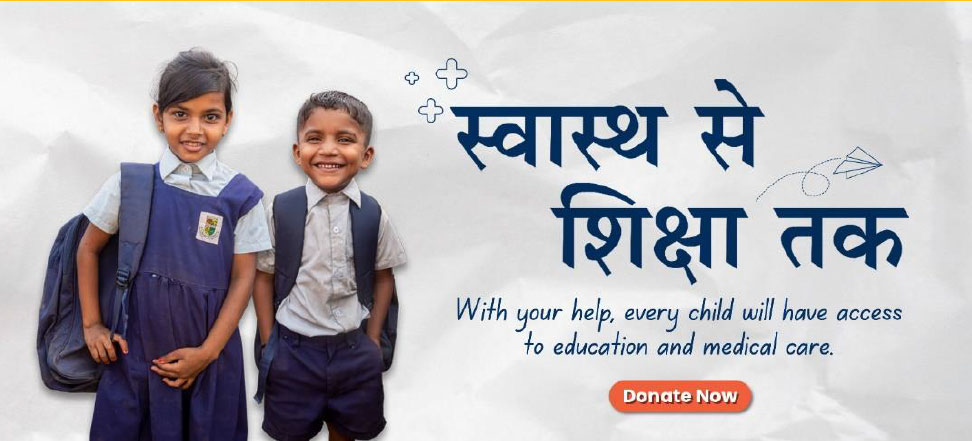 स्वास्थ से
शिक्षा तक
With your help, every child will have access
to education and medical care.
Donate Now